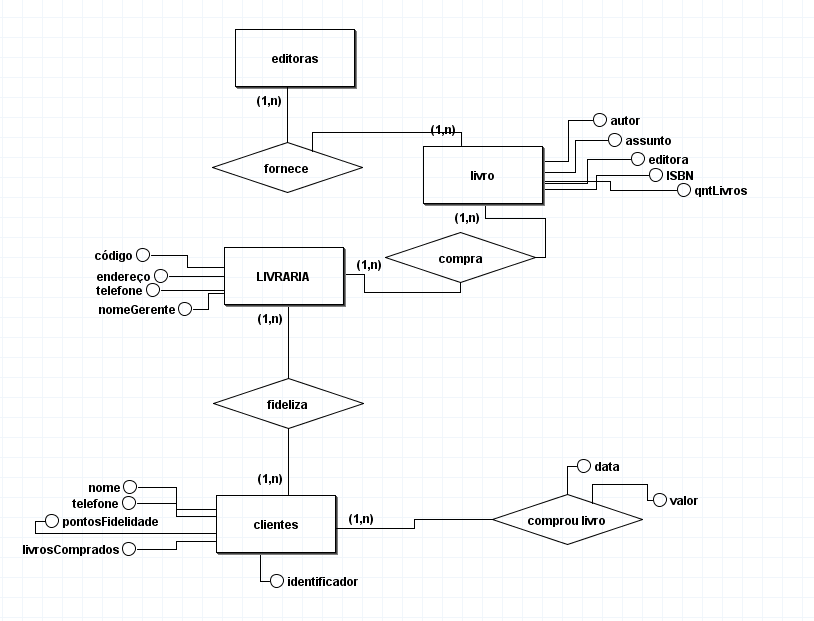 editoras
(1,n)
fornece
(1,n)
livro
autor
assunto
editora
ISBN
qntLivros
(1,n)
compra
(1,n)
código
endereço
telefone
nomeGerente
LIVRARIA
(1,n)
fideliza
(1,n)
nome
telefone
pontosFidelidade
livrosComprados
clientes
(1,n)
identificador
data
valor
comprou livro